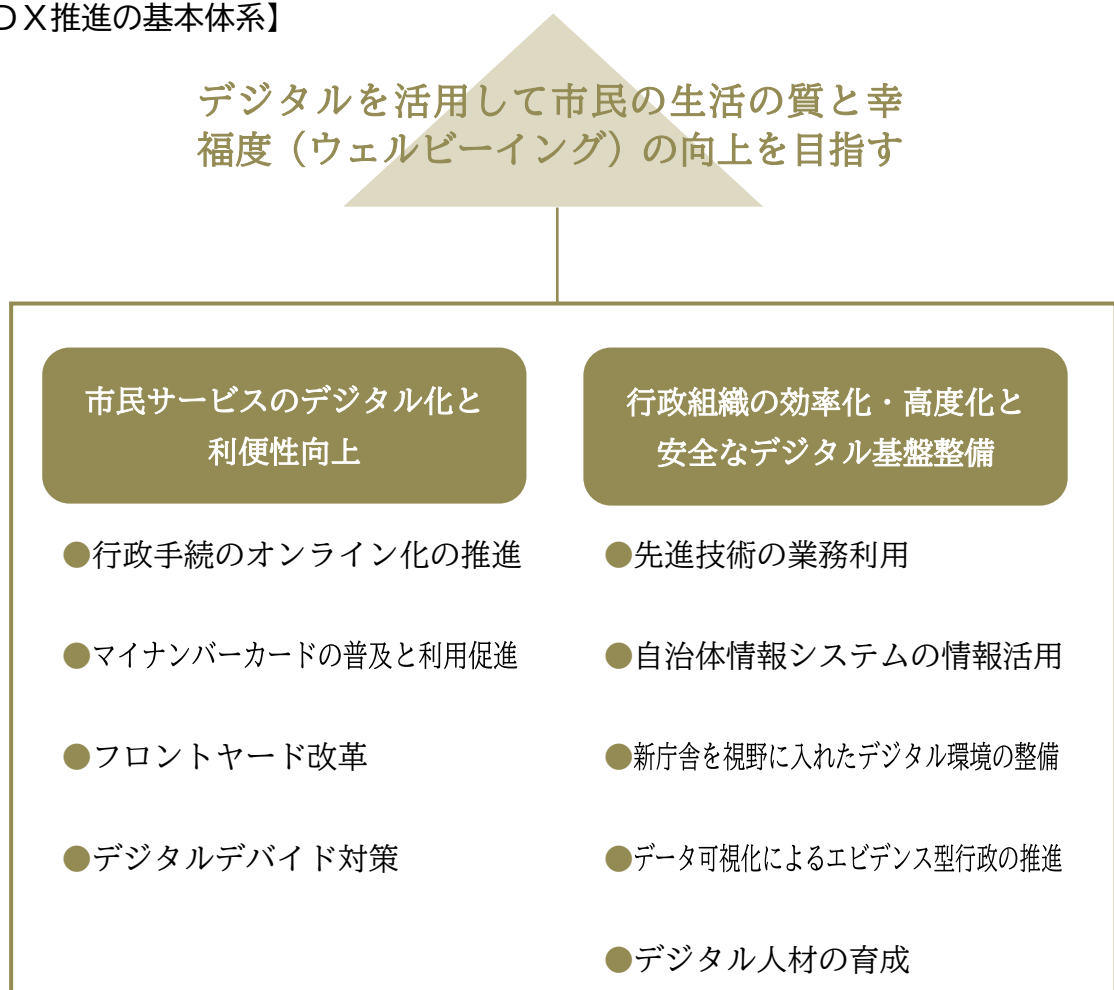 ＤＸ推進の基本体系】
デジタルを活用して市民の生活の質と幸
福度（ウェルビーイング）の向上を目指す
市民サービスのデジタル化と
利便性向上
●行政手続のオンライン化の推進
●マイナンバーカードの普及と利用促進
●フロントヤード改革
●デジタルデバイド対策
行政組織の効率化・高度化と
安全なデジタル基盤整備
●先進技術の業務利用
●自治体情報システムの情報活用
●新庁舎を視野に入れたデジタル環境の整備
●データ可視化によるエビデンス型行政の推進
●デジタル人材の育成